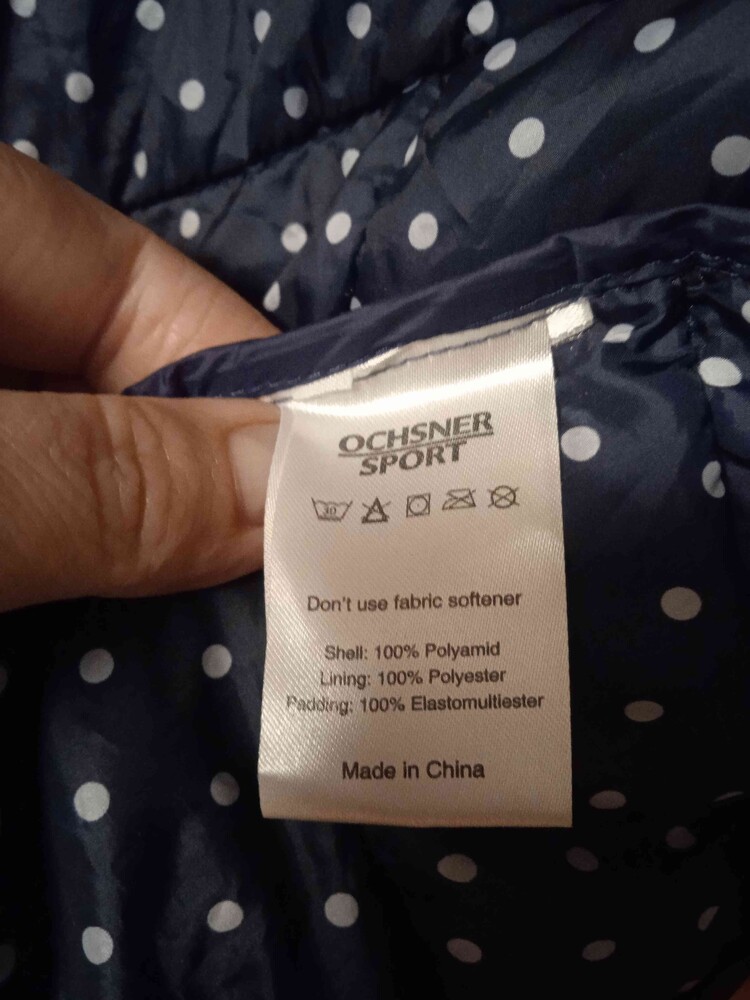 OCHSNER
SPORT
30
Don't use fabric softener
Shell: 100% Polyamid
Lining: 100% Polyester
Padding: 100% Elastomultiester
Made in China